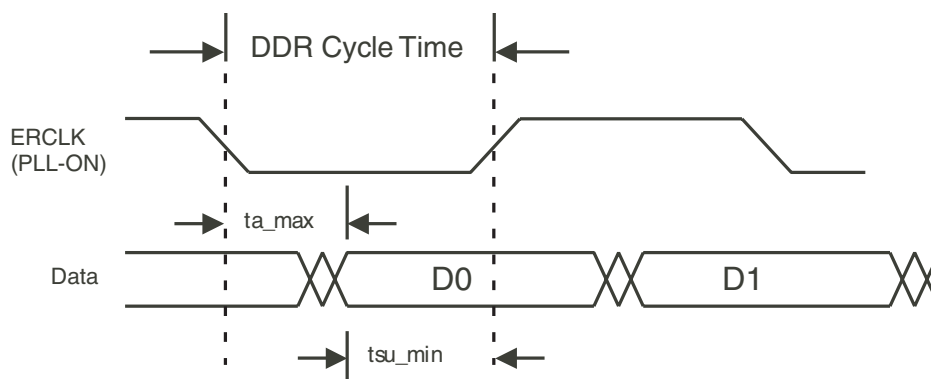 DDR Cycle Time
ERCLK
(PLL-ON)
ta_max
Data
D0
D1
tsu_min